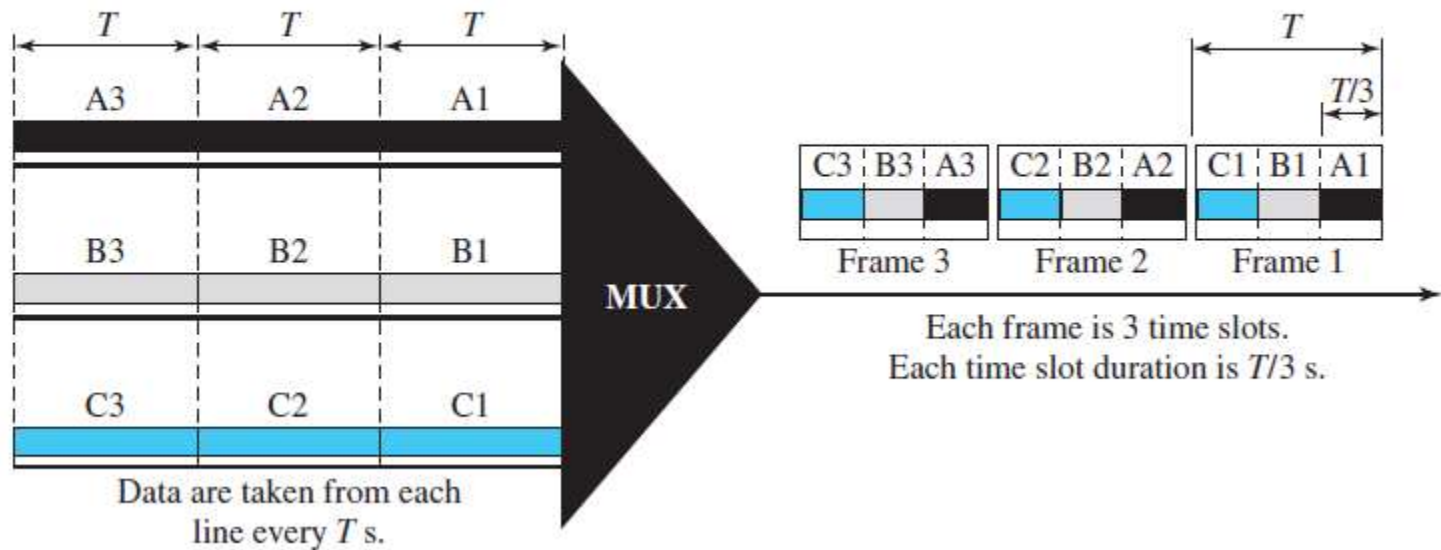 T T T
T
T/3
A3 A2 A1
C3 B3 A3 C2 B2 A2 C1 B1 A1
B3 B2 B1
Frame 3 Frame 2 Frame 1
MUX
Each frame is 3 time slots.
Each time slot duration is T/3 s.
C3 C2 C1
Data are taken from each
line every T s.